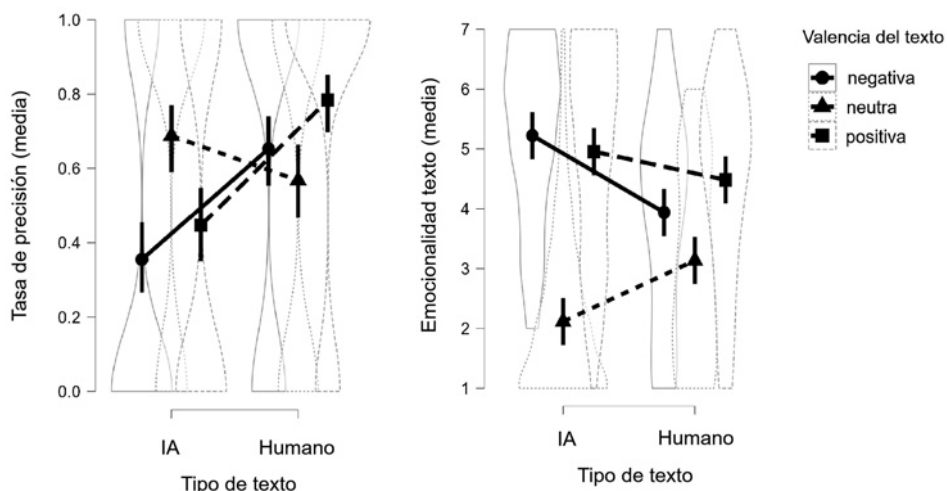 Tasa de precisión (media)
1.0
0.8
0.6
0.4
0.2
0.0
IA
Humano
Tipo de texto
Emocionalidad texto (media)
7
6
5
4
3
2
1
IA
Humano
Tipo de texto
Valencia del texto
negativa
neutra
positiva